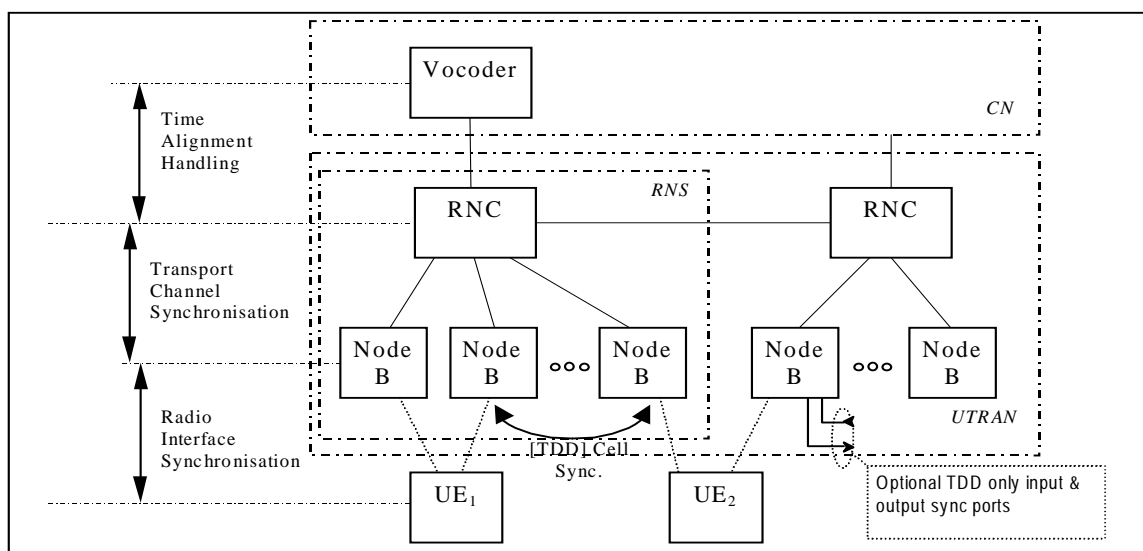 Vocoder
CN
Time
Alignment
Handling
RNS
RNC
RNC
Transport
Channel
Synchronisation
Node
B
Node
B
Node
B
Node
B
Node
B
UTRAN
Radio
Interface
Synchronisation
[TDD] Cell
Sync.
UE1
UE2
Optional TDD only input &
output sync ports